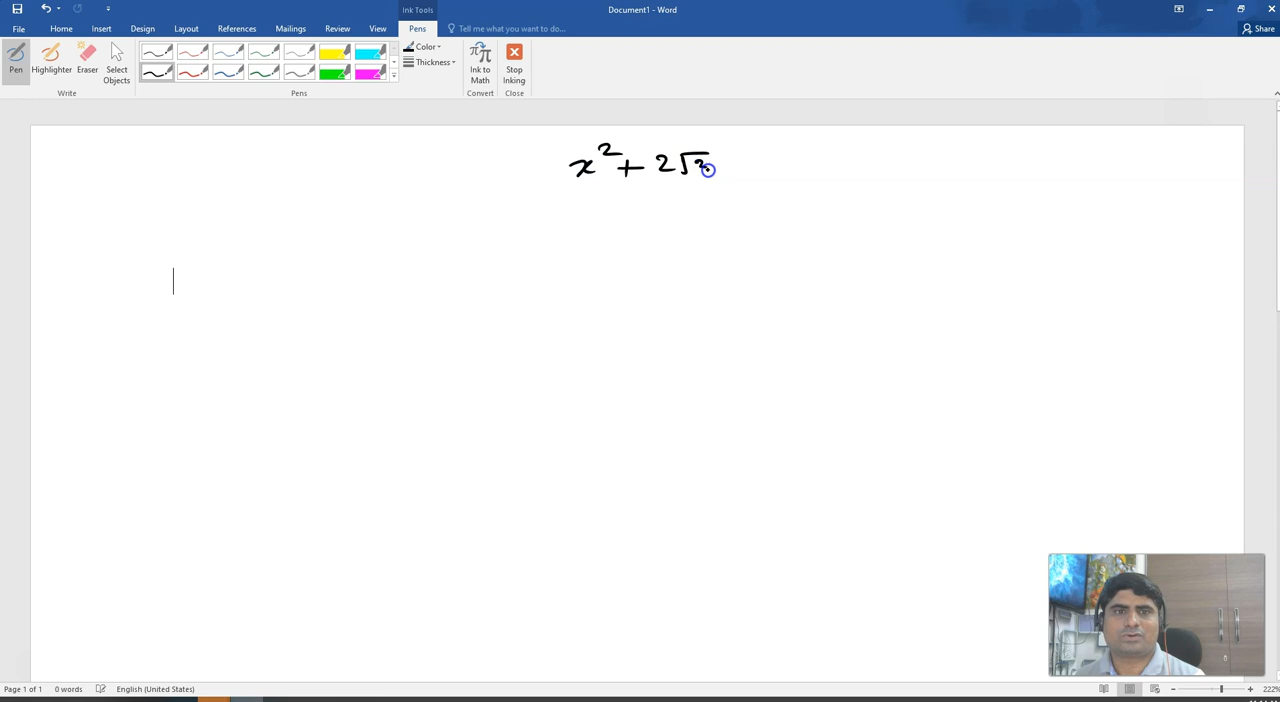 Ink Tools
Document1 - Word
File Home Insert Design Layout References Mailings Review View Pens Tell me what you want to do... Share
Pen Highlighter Eraser Select Objects
Color
Thickness
Ink to Math
Stop Inking
Write Pens Convert Close
x² + 2√
Page 1 of 1 0 words English (United States) 222%